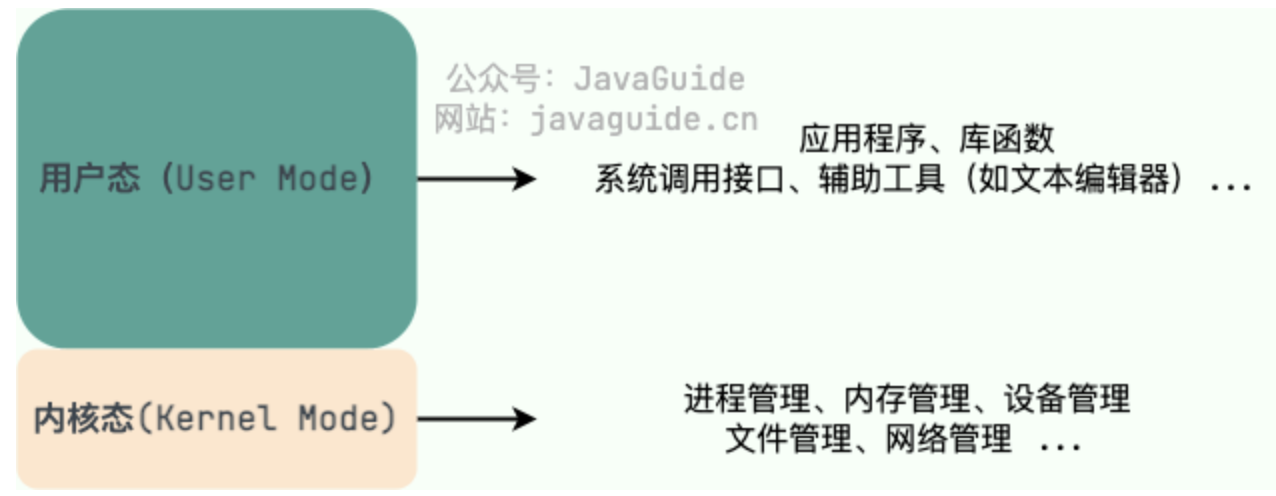 公众号：JavaGuide
网站：javaguide.cn
用户态（User Mode）
应用程序、库函数
系统调用接口、辅助工具（如文本编辑器）...
内核态(Kernel Mode)
进程管理、内存管理、设备管理
文件管理、网络管理 ...